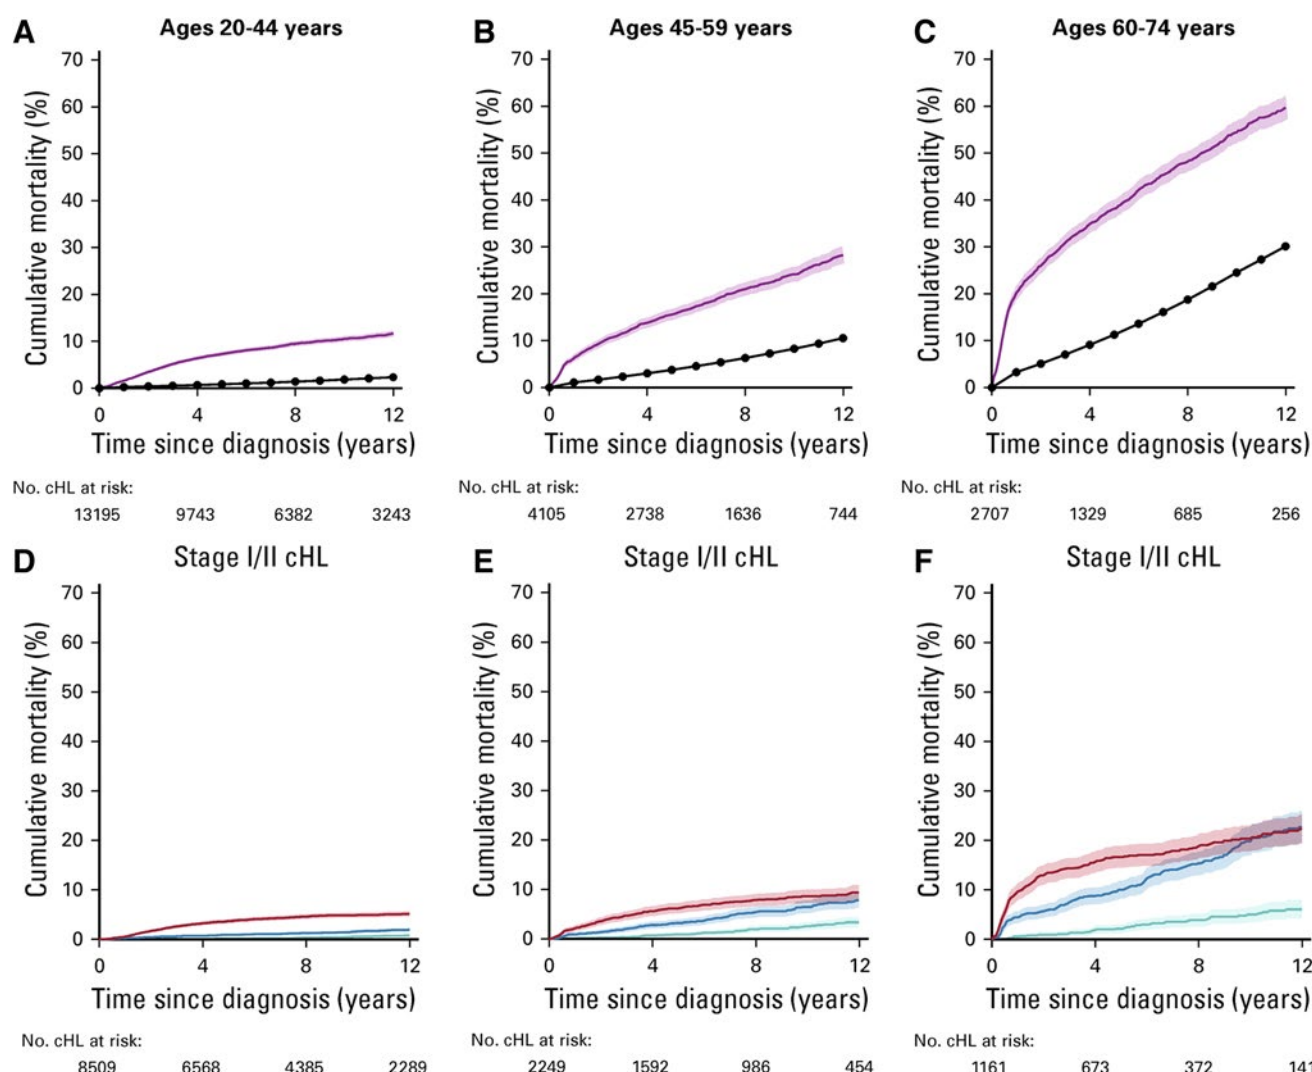 A Ages 20-44 years
B Ages 45-59 years
C Ages 60-74 years
Cumulative mortality (%)
70
60
50
40
30
20
10
0
0 4 8 12
Time since diagnosis (years)
No. cHL at risk:
13195 9743 6382 3243
Cumulative mortality (%)
70
60
50
40
30
20
10
0
0 4 8 12
Time since diagnosis (years)
No. cHL at risk:
4105 2738 1636 744
Cumulative mortality (%)
70
60
50
40
30
20
10
0
0 4 8 12
Time since diagnosis (years)
No. cHL at risk:
2707 1329 685 256
D Stage I/II cHL
E Stage I/II cHL
F Stage I/II cHL
Cumulative mortality (%)
70
60
50
40
30
20
10
0
0 4 8 12
Time since diagnosis (years)
No. cHL at risk:
8509 6568 4385 2289
Cumulative mortality (%)
70
60
50
40
30
20
10
0
0 4 8 12
Time since diagnosis (years)
No. cHL at risk:
2249 1592 986 454
Cumulative mortality (%)
70
60
50
40
30
20
10
0
0 4 8 12
Time since diagnosis (years)
No. cHL at risk:
1161 673 372 141